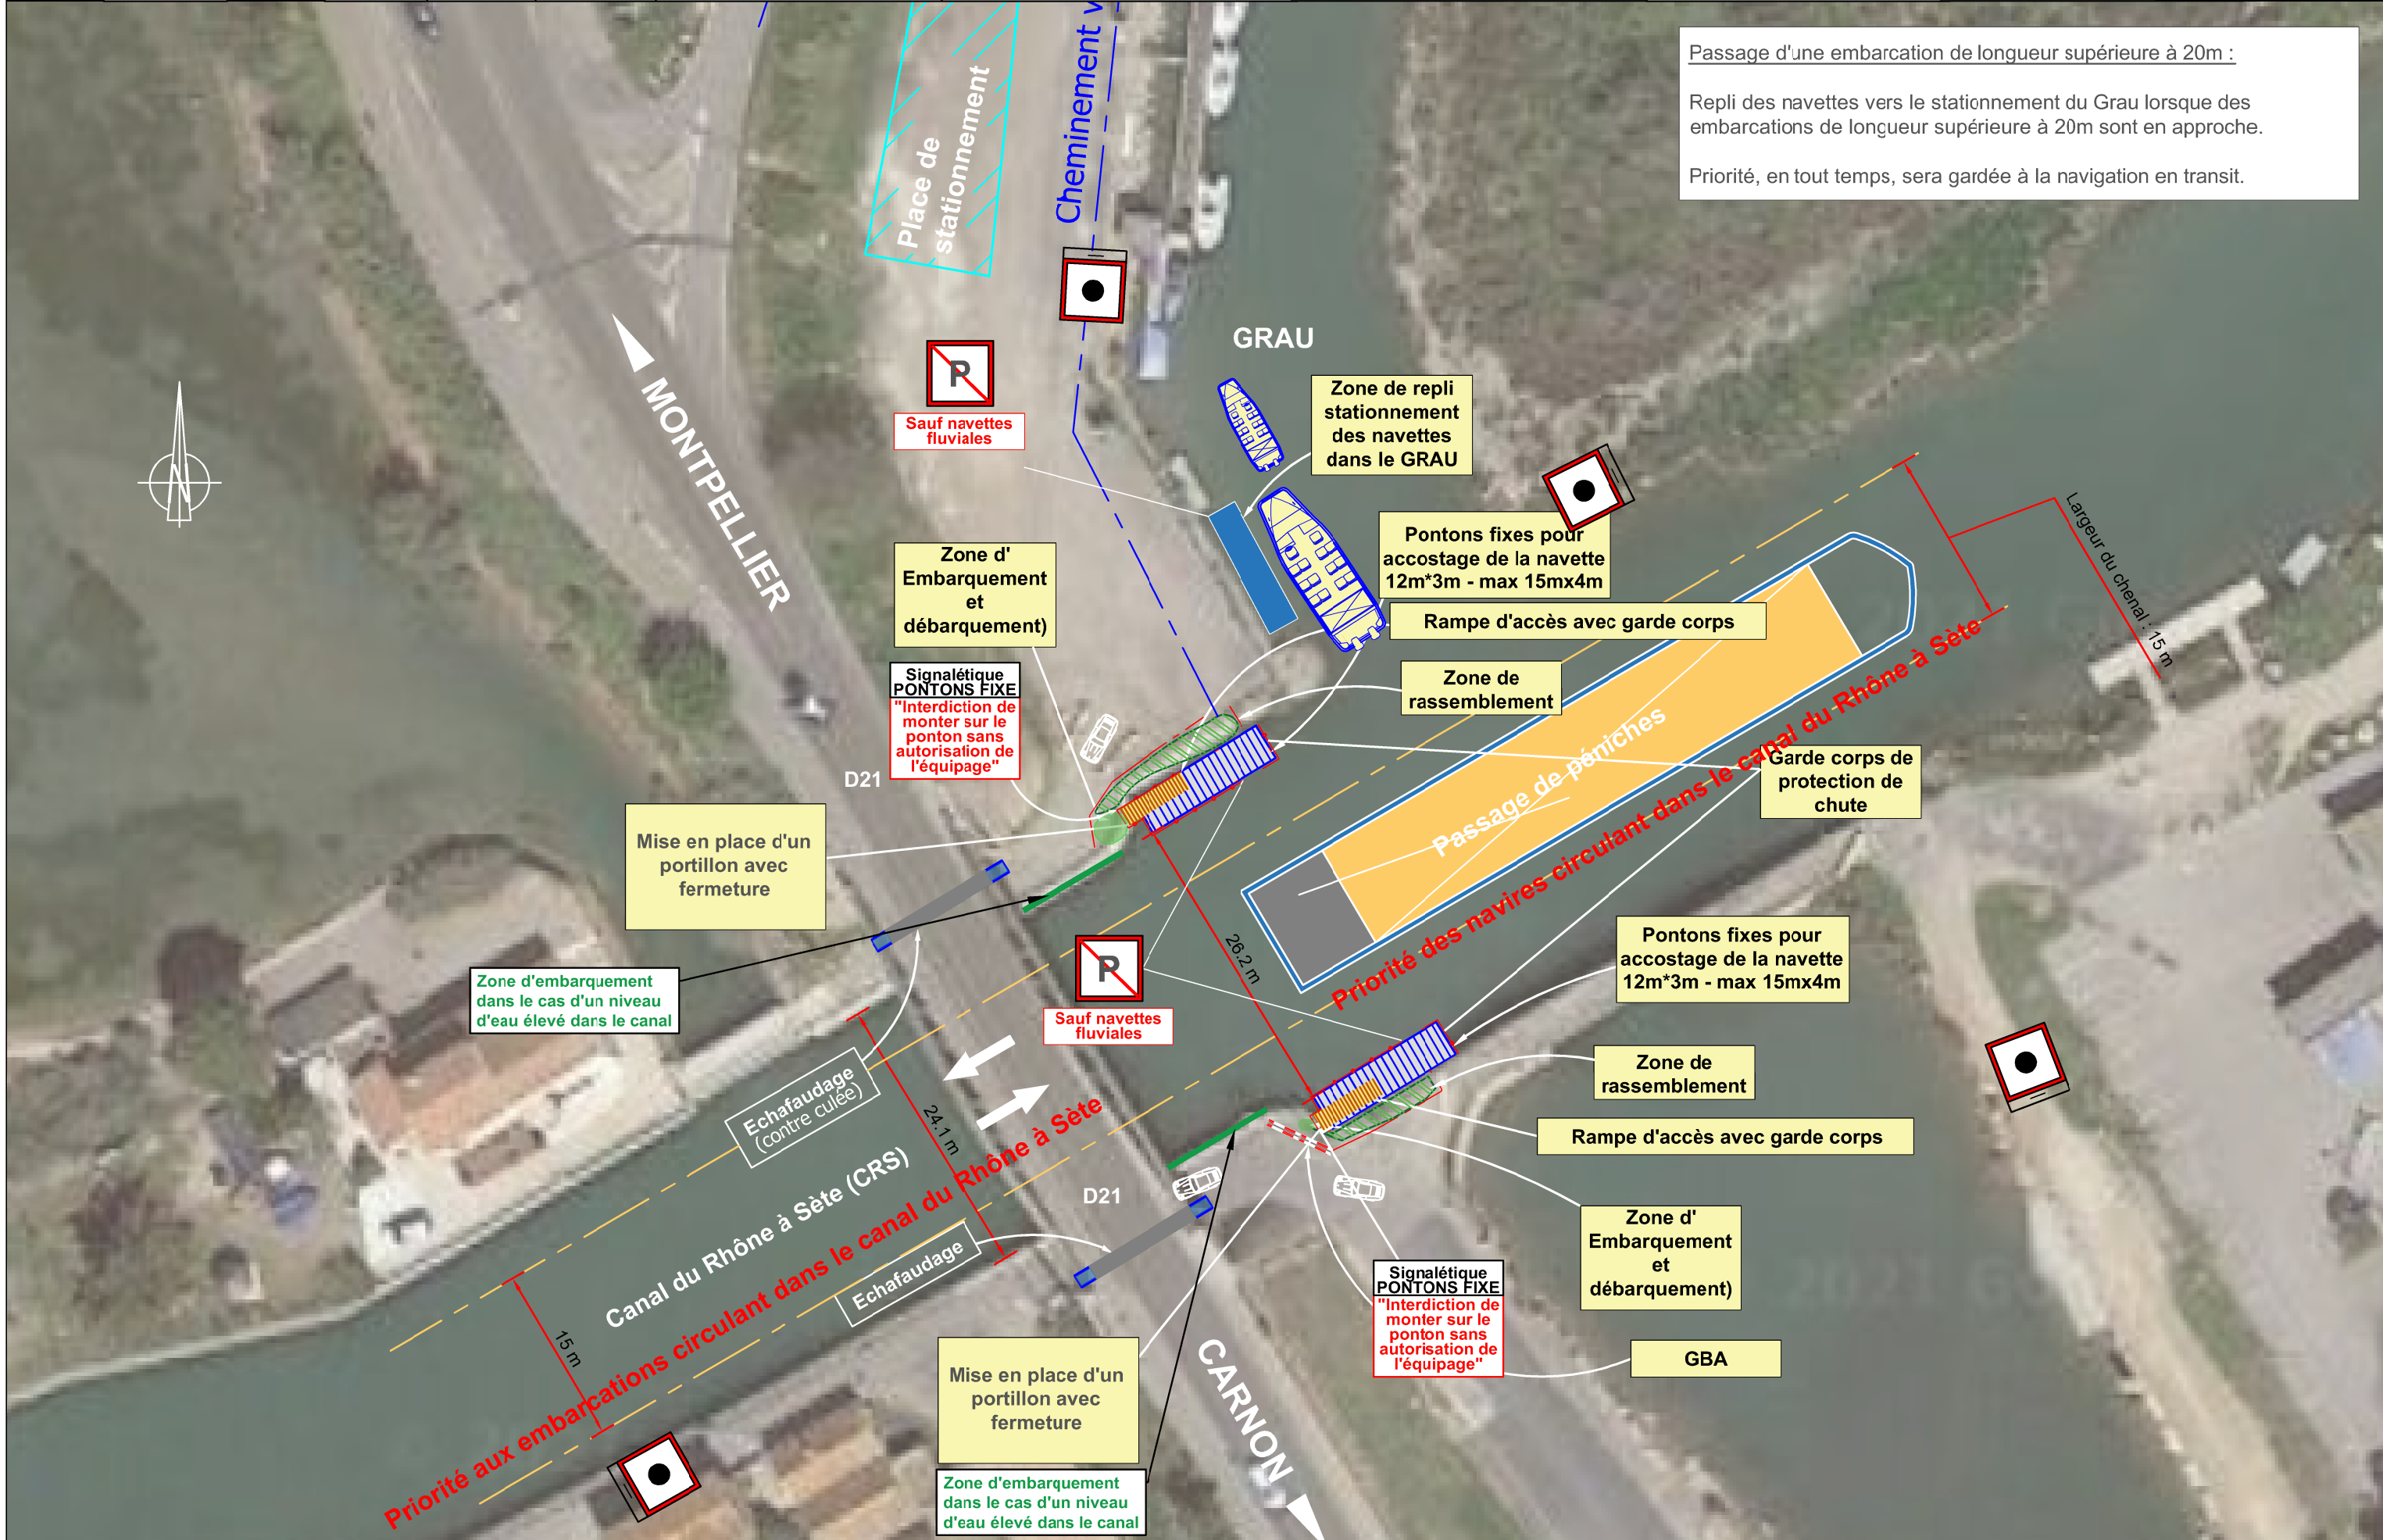 Passage d'une embarcation de longueur supérieure à 20m :
Repli des navettes vers le stationnement du Grau lorsque des
embarcations de longueur supérieure à 20m sont en approche.
Priorité, en tout temps, sera gardée à la navigation en transit.
Place de
stationnement
Cheminement
GRAU
P
Sauf navettes
fluviales
MONTPELLIER
N
Zone de repli
stationnement
des navettes
dans le GRAU
Largeur du chenal : 15 m
Pontons fixes pour
accostage de la navette
12m*3m - max 15mx4m
Zone d'
Embarquement
et
débarquement)
Rampe d'accès avec garde corps
Zone de
rassemblement
Signalétique
PONTONS FIXE
"Interdiction de
monter sur le
ponton sans
autorisation de
l'équipage"
D21
Passage de péniches
Priorité des navires circulant dans le canal du Rhône à Sète
Garde corps de
protection de
chute
Mise en place d'un
portillon avec
fermeture
26.2 m
P
Sauf navettes
fluviales
Zone d'embarquement
dans le cas d'un niveau
d'eau élevé dans le canal
Pontons fixes pour
accostage de la navette
12m*3m - max 15mx4m
Echafaudage
(contre culée)
24.1 m
Zone de
rassemblement
Rampe d'accès avec garde corps
Canal du Rhône à Sète (CRS)
Priorité aux embarcations circulant dans le canal du Rhône à Sète
D21
Echafaudage
15 m
Zone d'
Embarquement
et
débarquement)
Signalétique
PONTONS FIXE
"Interdiction de
monter sur le
ponton sans
autorisation de
l'équipage"
GBA
CARNON
Mise en place d'un
portillon avec
fermeture
Zone d'embarquement
dans le cas d'un niveau
d'eau élevé dans le canal